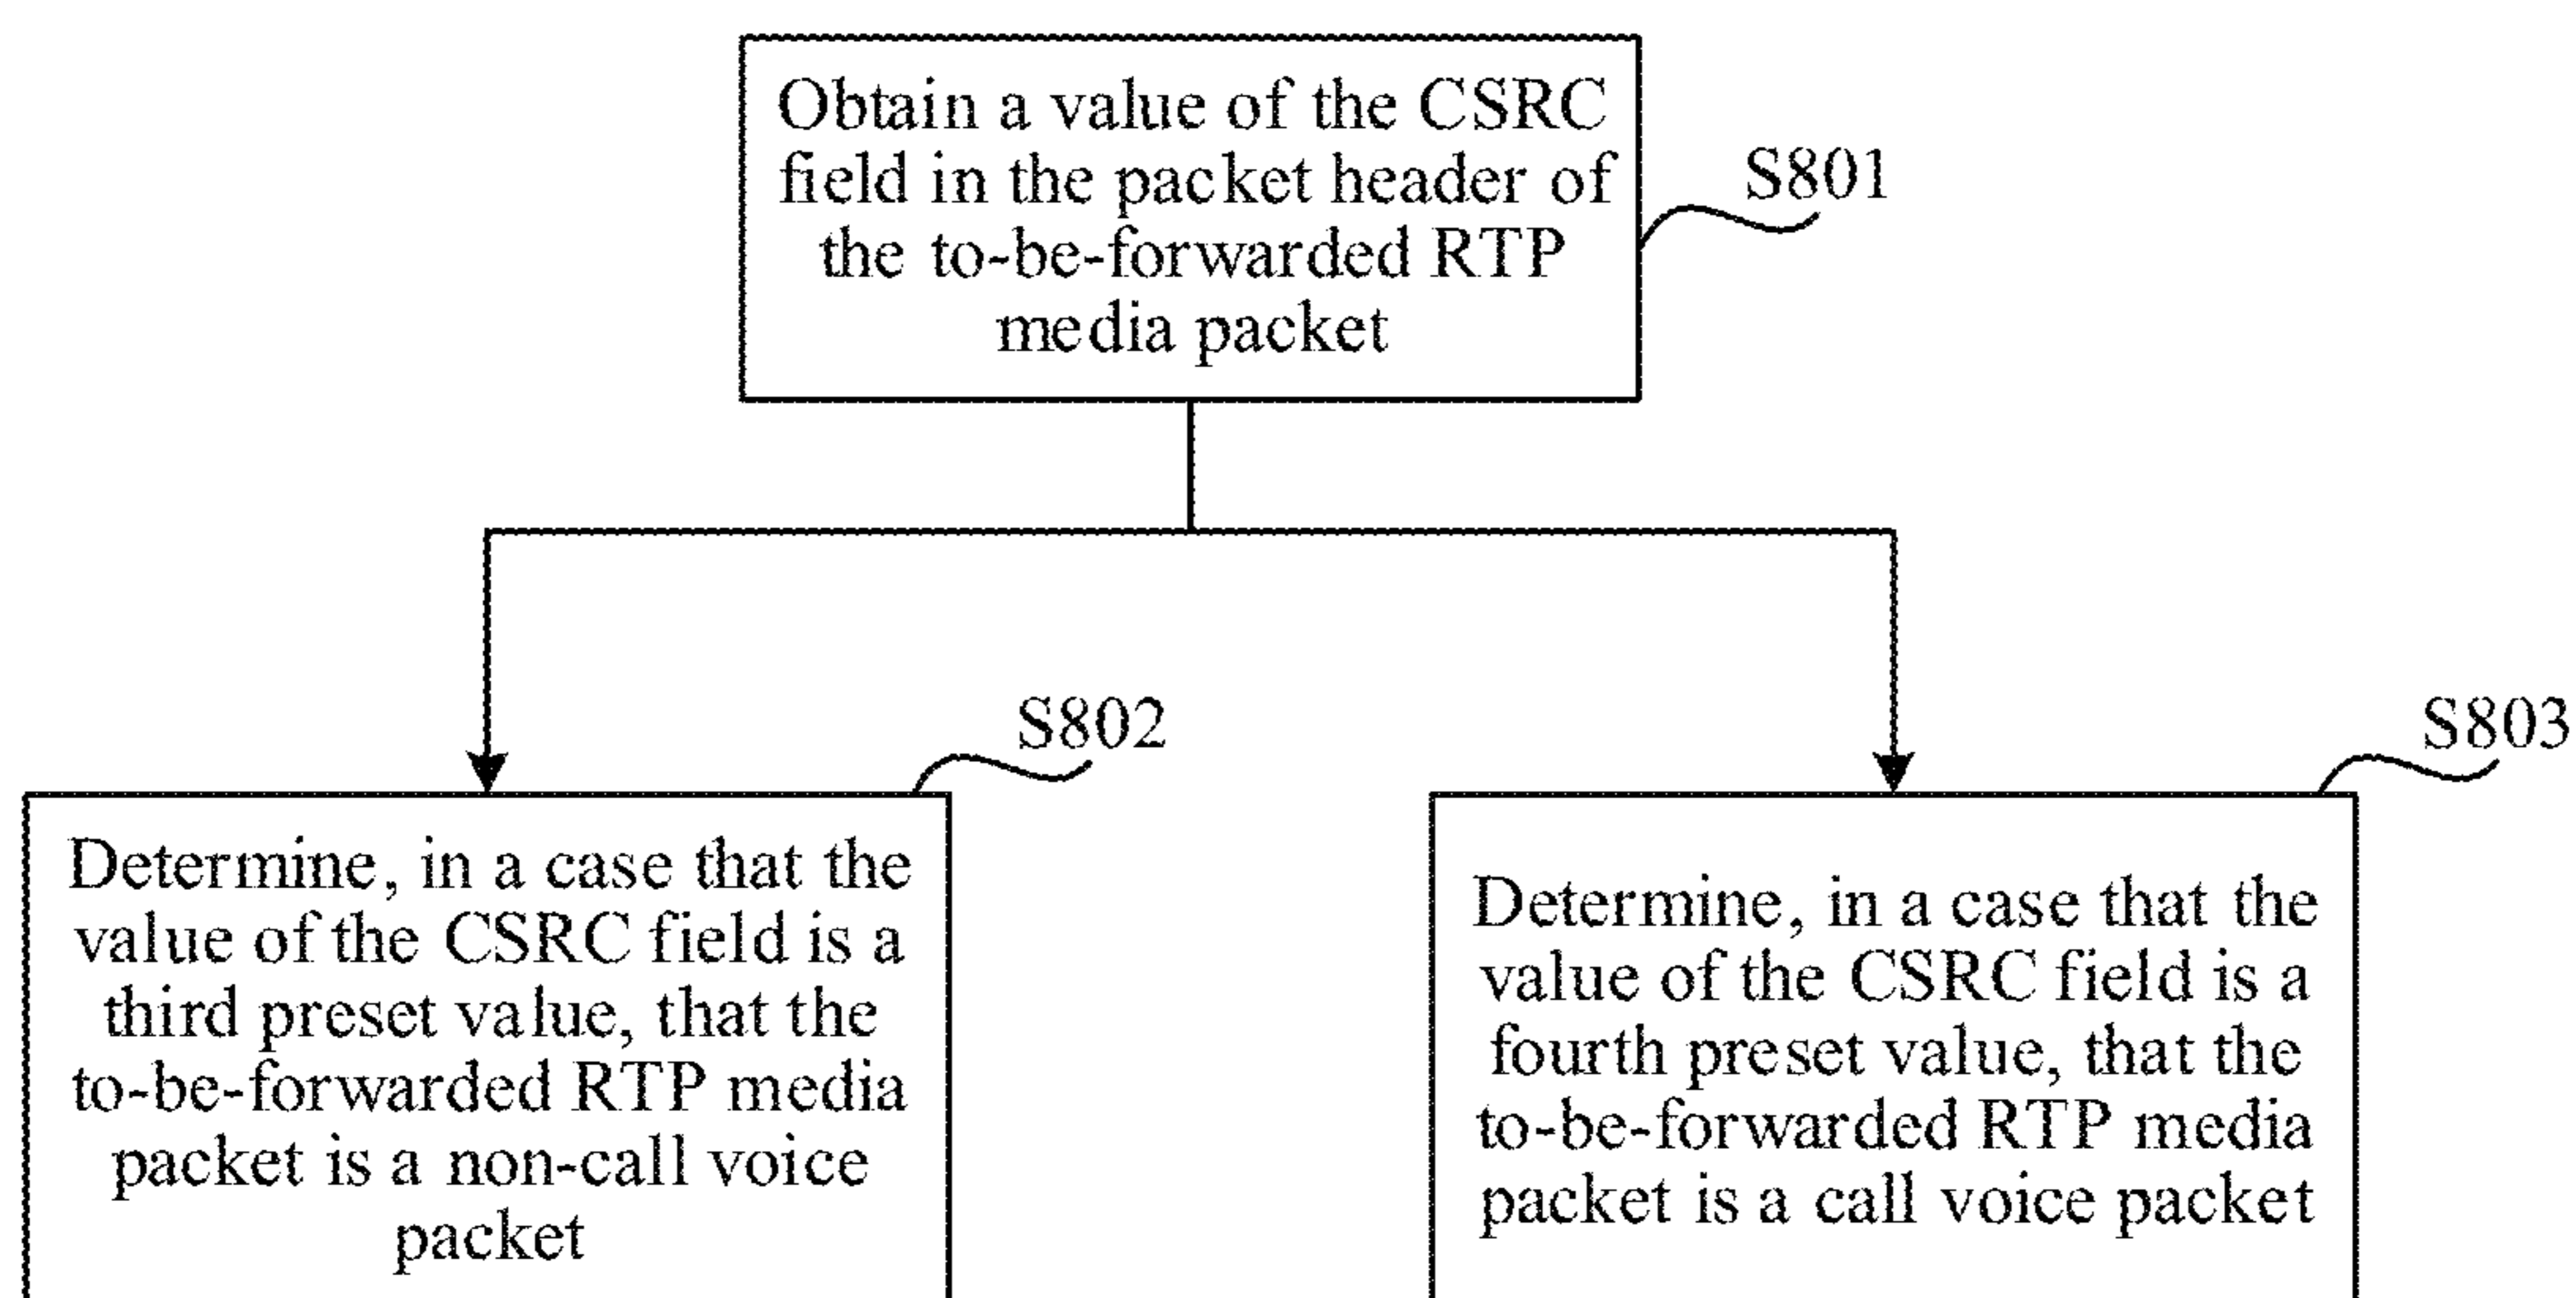 Obtain a value of the CSRC
field in the packet header of
the to-be-forwarded RTP
media packet
S801
S802
Determine, in a case that the
value of the CSRC field is a
third preset value, that the
to-be-forwarded RTP media
packet is a non-call voice
packet
S803
Determine, in a case that the
value of the CSRC field is a
fourth preset value, that the
to-be-forwarded RTP media
packet is a call voice packet